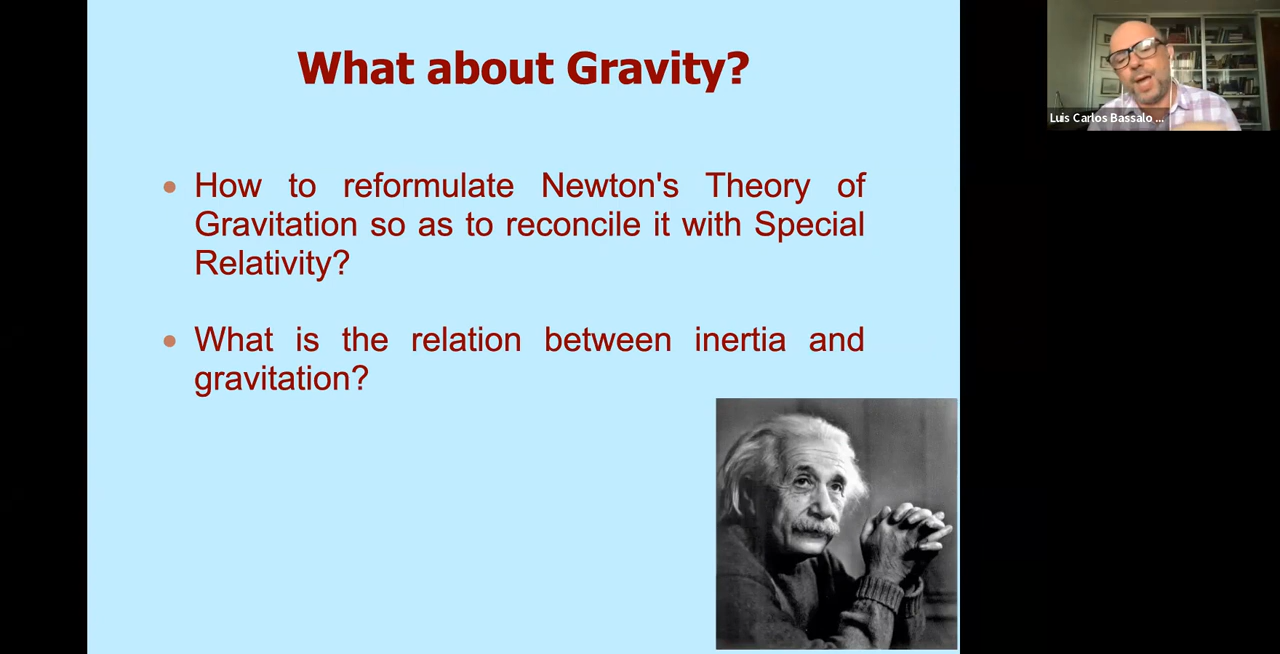 What about Gravity?
How to reformulate Newton's Theory of
Gravitation so as to reconcile it with Special
Relativity?
What is the relation between inertia and
gravitation?
Luis Carlos Bassalo ...